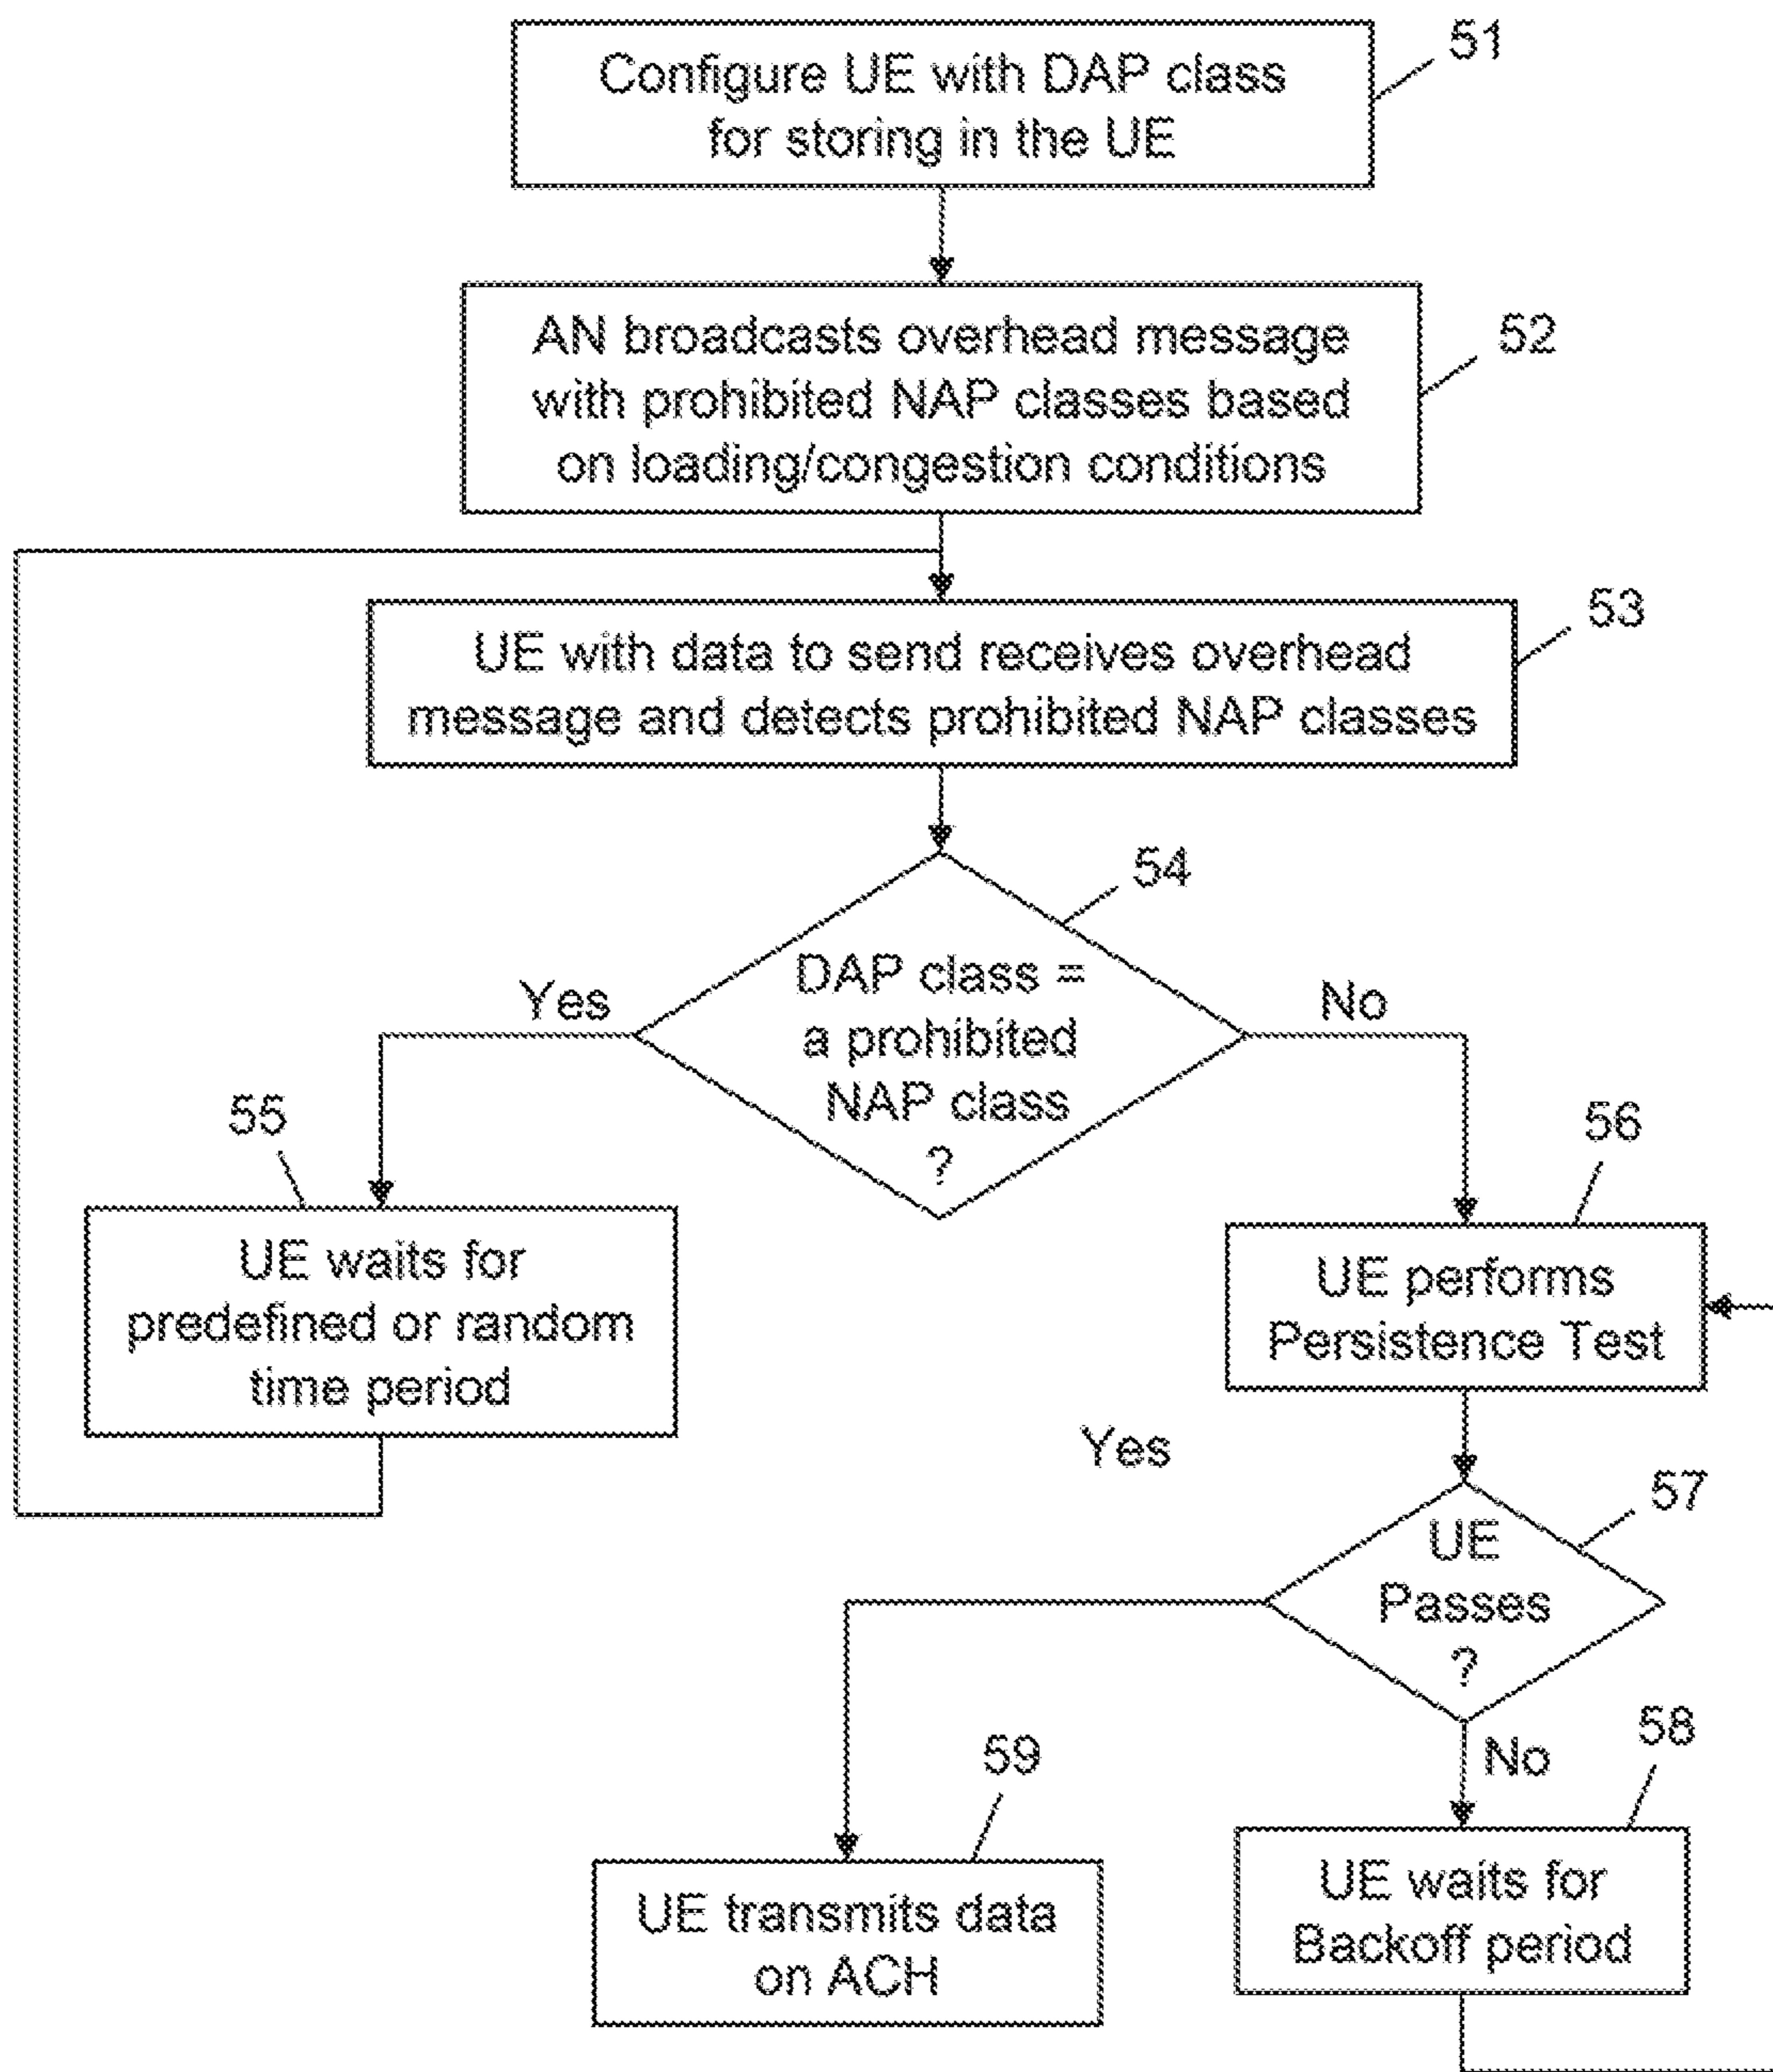 51
Configure UE with DAP class
for storing in the UE
52
AN broadcasts overhead message
with prohibited NAP classes based
on loading/congestion conditions
53
UE with data to send receives overhead
message and detects prohibited NAP classes
54
DAP class =
a prohibited
NAP class
?
Yes
No
55
UE waits for
predefined or random
time period
56
UE performs
Persistence Test
Yes
57
UE
Passes
?
No
58
UE waits for
Backoff period
59
UE transmits data
on ACH